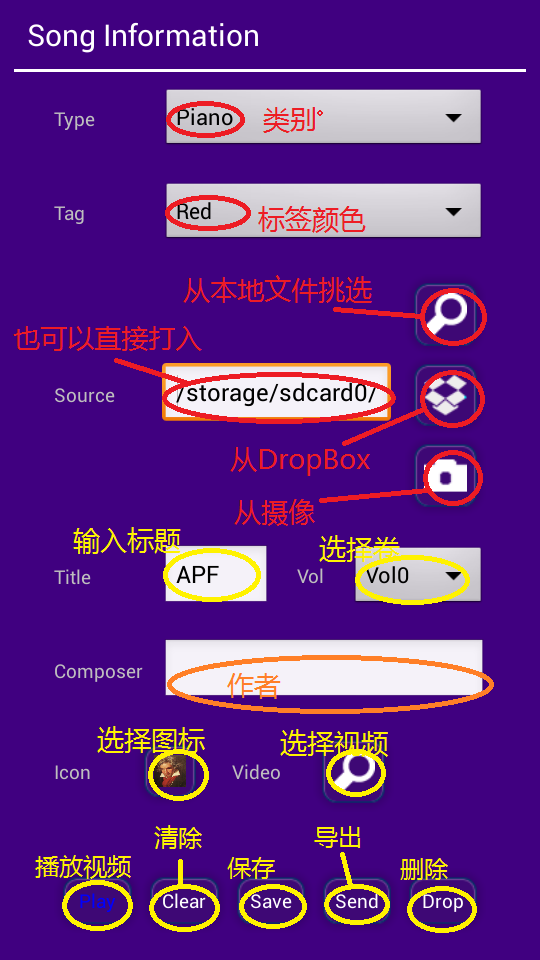 Song Information
Type
Piano
类别°
Tag
Red
标签颜色
从本地文件挑选
也可以直接打入
Source
/storage/sdcard0/
从DropBox
从摄像
输入标题
选择卷
Title
APF
Vol
Vol0
Composer
作者
选择图标
选择视频
Icon
Video
清除
导出
播放视频
保存
删除
Play
Clear
Save
Send
Drop